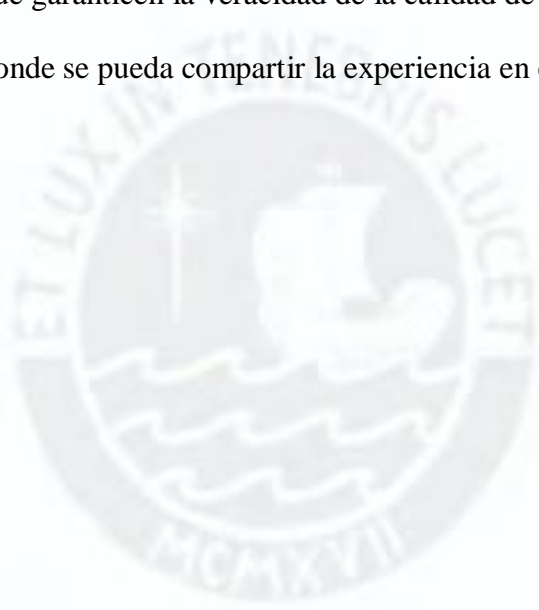 de garanticen la veracidad de la calidad de
onde se pueda compartir la experiencia en
ET LUX IN TENEBRIS LUCET
MCMXVII